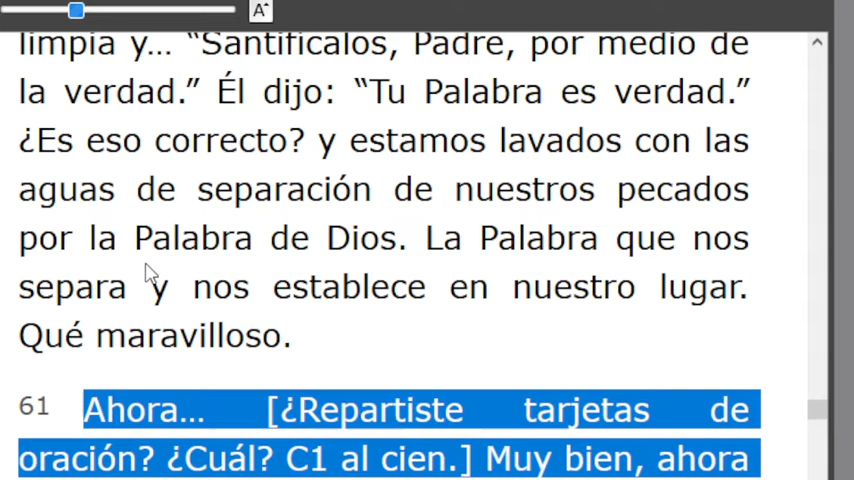 A
limpia y… “Santifícalos, Padre, por medio de
la verdad.” Él dijo: “Tu Palabra es verdad.”
¿Es eso correcto? y estamos lavados con las
aguas de separación de nuestros pecados
por la Palabra de Dios. La Palabra que nos
separa y nos establece en nuestro lugar.
Qué maravilloso.
61 Ahora… [¿Repartiste tarjetas de
oración? ¿Cuál? C1 al cien.] Muy bien, ahora